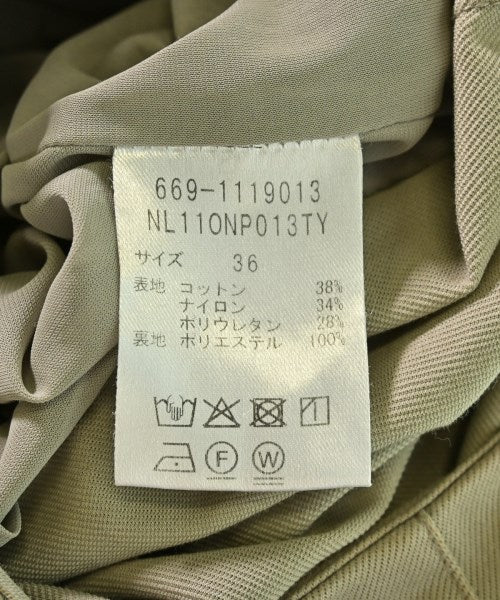 669-1119013
NL110NP013TY
サイズ 36
表地 コットン 38%
ナイロン 34%
ポリウレタン 28%
裏地 ポリエステル 100%
F W